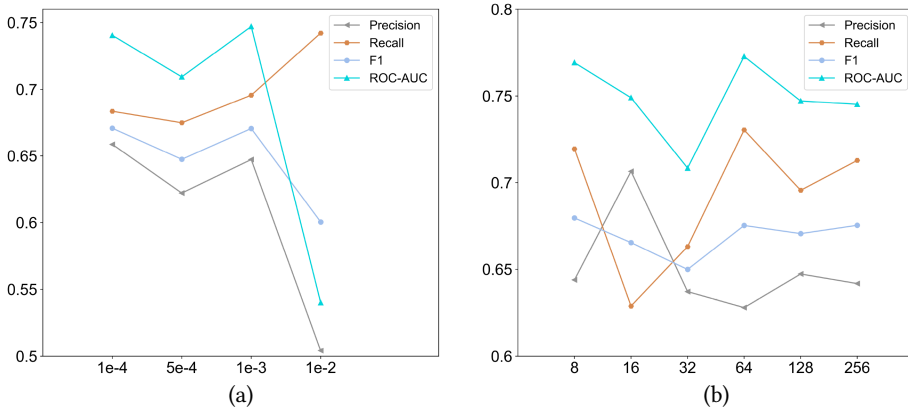 0.75
0.7
0.65
0.6
0.55
0.5
1e-4 5e-4 1e-3 1e-2
Precision
Recall
F1
ROC-AUC
(a)
0.8
0.75
0.7
0.65
0.6
8 16 32 64 128 256
Precision
Recall
F1
ROC-AUC
(b)